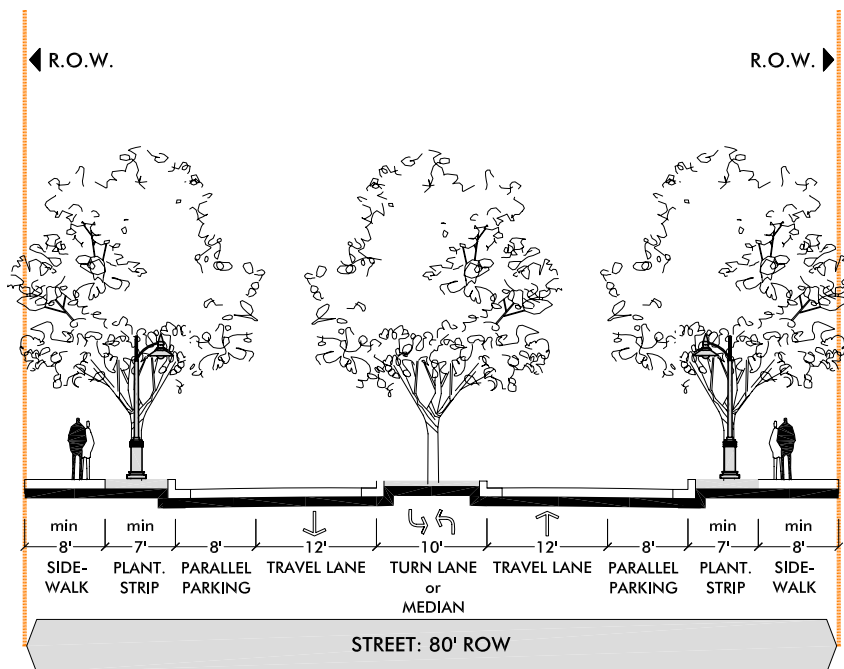 R.O.W. R.O.W.
min min min min
8' 7' 8' 12' 10' 12' 8' 7' 8'
SIDE- PLANT. PARALLEL TRAVEL LANE TURN LANE TRAVEL LANE PARALLEL PLANT. SIDE-
WALK STRIP PARKING or PARKING STRIP WALK
MEDIAN
STREET: 80' ROW